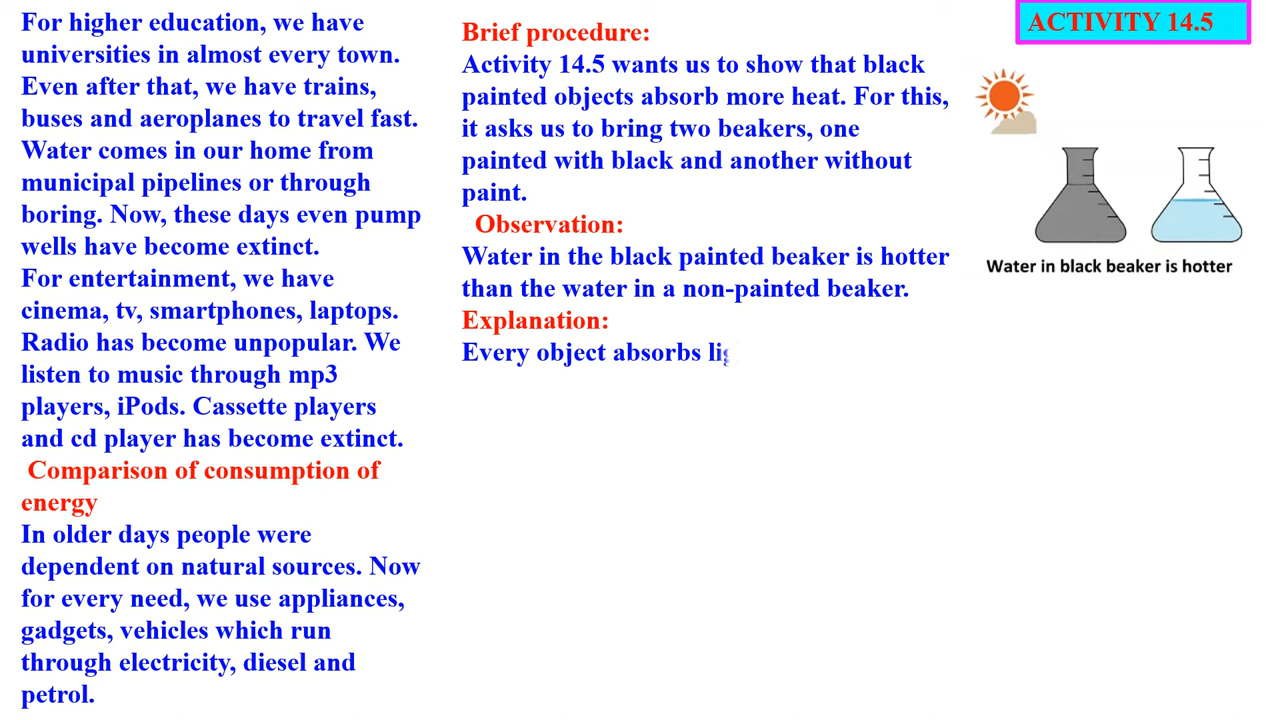 For higher education, we have
universities in almost every town.
Even after that, we have trains,
buses and aeroplanes to travel fast.
Water comes in our home from
municipal pipelines or through
boring. Now, these days even pump
wells have become extinct.
For entertainment, we have
cinema, tv, smartphones, laptops.
Radio has become unpopular. We
listen to music through mp3
players, iPods. Cassette players
and cd player has become extinct.
Comparison of consumption of
energy
In older days people were
dependent on natural sources. Now
for every need, we use appliances,
gadgets, vehicles which run
through electricity, diesel and
petrol.
Brief procedure:
Activity 14.5 wants us to show that black
painted objects absorb more heat. For this,
it asks us to bring two beakers, one
painted with black and another without
paint.
Observation:
Water in the black painted beaker is hotter
than the water in a non-painted beaker.
Explanation:
Every object absorbs
ACTIVITY 14.5
Water in black beaker is hotter